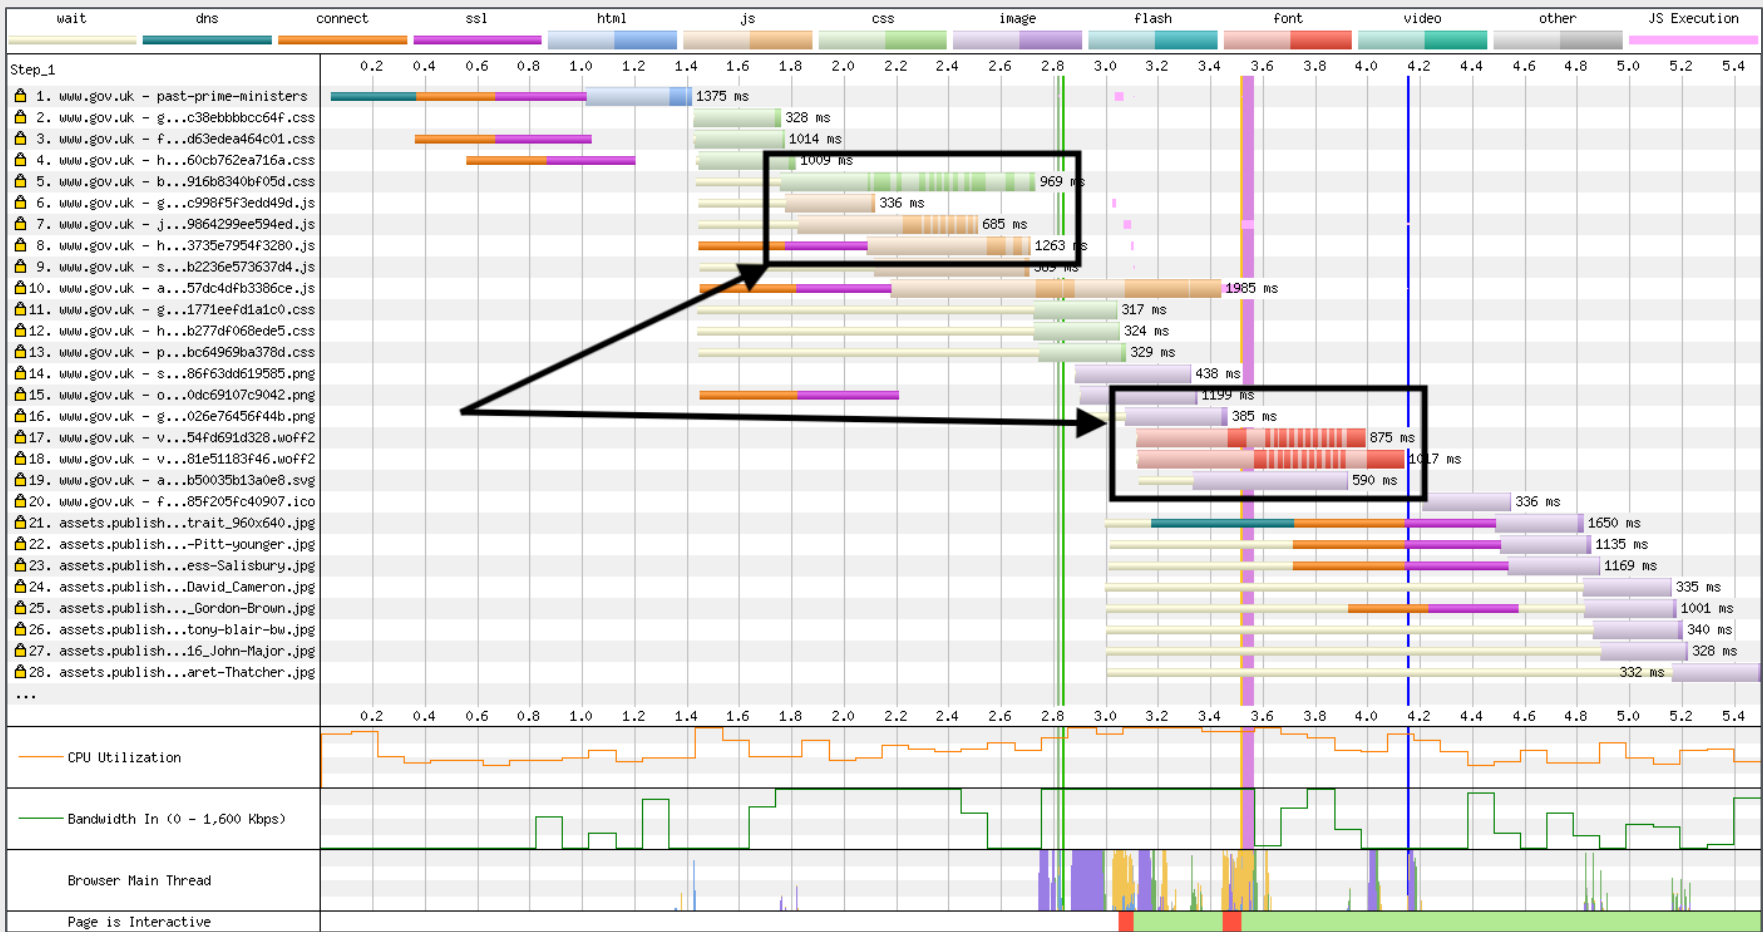 wait dns connect ssl html js css image flash font video other JS Execution
Step_1 0.2 0.4 0.6 0.8 1.0 1.2 1.4 1.6 1.8 2.0 2.2 2.4 2.6 2.8 3.0 3.2 3.4 3.6 3.8 4.0 4.2 4.4 4.6 4.8 5.0 5.2 5.4
1. www.gov.uk - past-prime-ministers 1375 ms
2. www.gov.uk - g...c38ebbbbcc64f.css 328 ms
3. www.gov.uk - f...d63edea464c01.css 1014 ms
4. www.gov.uk - h...60cb762ea716a.css 1009 ms
5. www.gov.uk - b...916b8340bf05d.css 969 ms
6. www.gov.uk - g...c998f5f3edd49d.js 336 ms
7. www.gov.uk - j...9864299ee594ed.js 685 ms
8. www.gov.uk - h...3735e7954f3280.js 1263 ms
9. www.gov.uk - s...b2236e573637d4.js 369 ms
10. www.gov.uk - a...57dc4dfb3386ce.js 1985 ms
11. www.gov.uk - g...1771eefd1a1c0.css 317 ms
12. www.gov.uk - h...b277df068ede5.css 324 ms
13. www.gov.uk - p...bc64969ba378d.css 329 ms
14. www.gov.uk - s...86f63dd619585.png 438 ms
15. www.gov.uk - o...0dc69107c9042.png 1199 ms
16. www.gov.uk - g...026e76456f44b.png 385 ms
17. www.gov.uk - v...54fd691d328.woff2 875 ms
18. www.gov.uk - v...81e51183f46.woff2 1017 ms
19. www.gov.uk - a...b50035b13a0e8.svg 590 ms
20. www.gov.uk - f...85f205fc40907.ico 336 ms
21. assets.publish...trait_960x640.jpg 1650 ms
22. assets.publish...-Pitt-younger.jpg 1135 ms
23. assets.publish...ess-Salisbury.jpg 1169 ms
24. assets.publish...David_Cameron.jpg 335 ms
25. assets.publish..._Gordon-Brown.jpg 1001 ms
26. assets.publish...tony-blair-bw.jpg 340 ms
27. assets.publish...16_John-Major.jpg 328 ms
28. assets.publish...aret-Thatcher.jpg 332 ms
...
0.2 0.4 0.6 0.8 1.0 1.2 1.4 1.6 1.8 2.0 2.2 2.4 2.6 2.8 3.0 3.2 3.4 3.6 3.8 4.0 4.2 4.4 4.6 4.8 5.0 5.2 5.4
CPU Utilization
Bandwidth In (0 - 1,600 Kbps)
Browser Main Thread
Page is Interactive